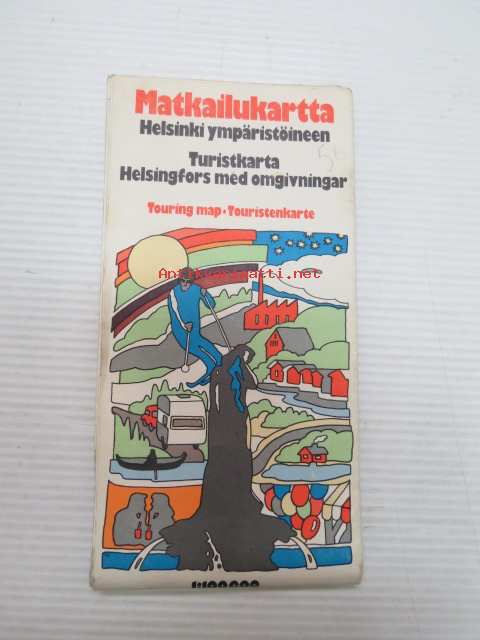 Matkailukartta
Helsinki ympäristöineen
Turistkarta
Helsingfors med omgivningar
Touring map • Touristenkarte
Antikvariaatti.net